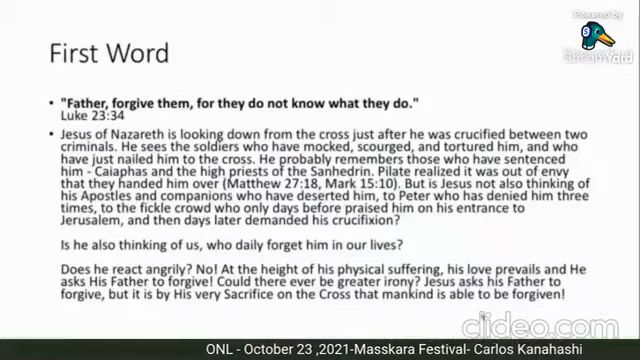 Powered by
StreamYard
First Word
• "Father, forgive them, for they do not know what they do."
Luke 23:34
• Jesus of Nazareth is looking down from the cross just after he was crucified between two
criminals. He sees the soldiers who have mocked, scourged, and tortured him, and who
have just nailed him to the cross. He probably remembers those who have sentenced
him - Caiaphas and the high priests of the Sanhedrin. Pilate realized it was out of envy
that they handed him over (Matthew 27:18, Mark 15:10). But is Jesus not also thinking of
his Apostles and companions who have deserted him, to Peter who has denied him three
times, to the fickle crowd who only days before praised him on his entrance to
Jerusalem, and then days later demanded his crucifixion?
Is he also thinking of us, who daily forget him in our lives?
Does he react angrily? No! At the height of his physical suffering, his love prevails and He
asks His Father to forgive! Could there ever be greater irony? Jesus asks his Father to
forgive, but it is by His very Sacrifice on the Cross that mankind is able to be forgiven!
clideo.com
ONL - October 23 ,2021-Masskara Festival- Carlos Kanahashi